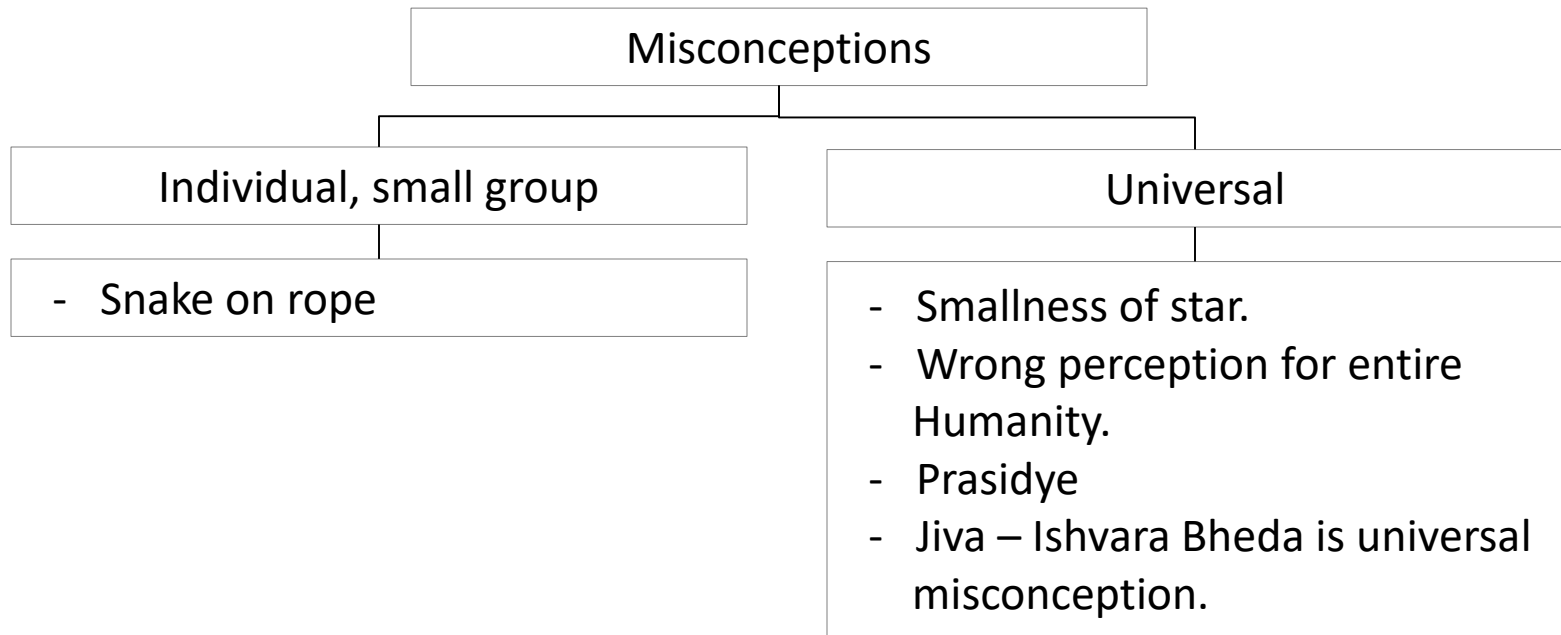 Misconceptions
Individual, small group
Universal
- Snake on rope
- Smallness of star.
- Wrong perception for entire
Humanity.
- Prasidye
- Jiva – Ishvara Bheda is universal
misconception.